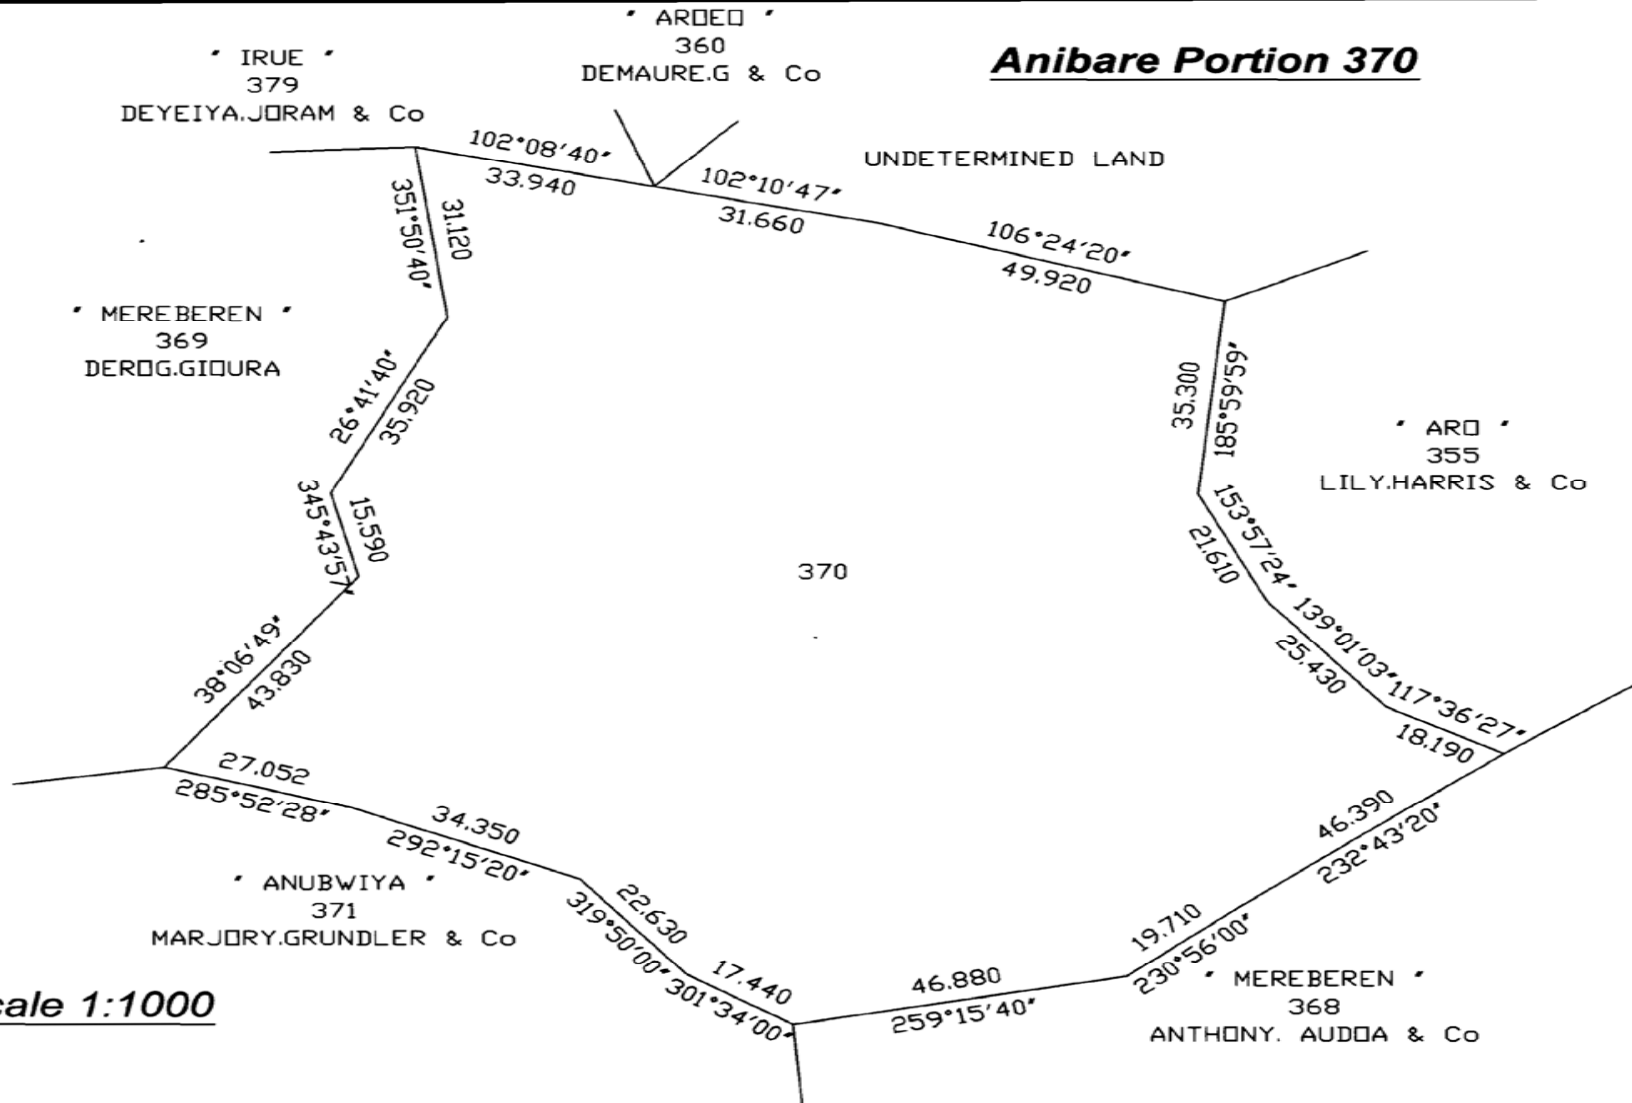 ' AROEO '
360
DEMAURE.G & Co
Anibare Portion 370
' IRUE '
379
DEYEIYA.JORAM & Co
102°08'40"
33.940
102°10'47"
31.660
UNDETERMINED LAND
106°24'20"
49.920
351°50'40"
31.120
' MEREBEREN '
369
DEROG.GIOURA
26°41'40"
35.920
35.300
185°59'59"
' ARO '
355
LILY.HARRIS & Co
345°43'57"
15.590
153°57'24"
21.610
370
139°01'03"
25.430
38°06'49"
43.830
117°36'27"
18.190
27.052
285°52'28"
34.350
292°15'20"
46.390
232°43'20"
' ANUBWIYA '
371
MARJORY.GRUNDLER & Co
22.630
319°50'00"
17.440
301°34'00"
46.880
259°15'40"
19.710
230°56'00"
' MEREBEREN '
368
ANTHONY. AUDOA & Co
cale 1:1000